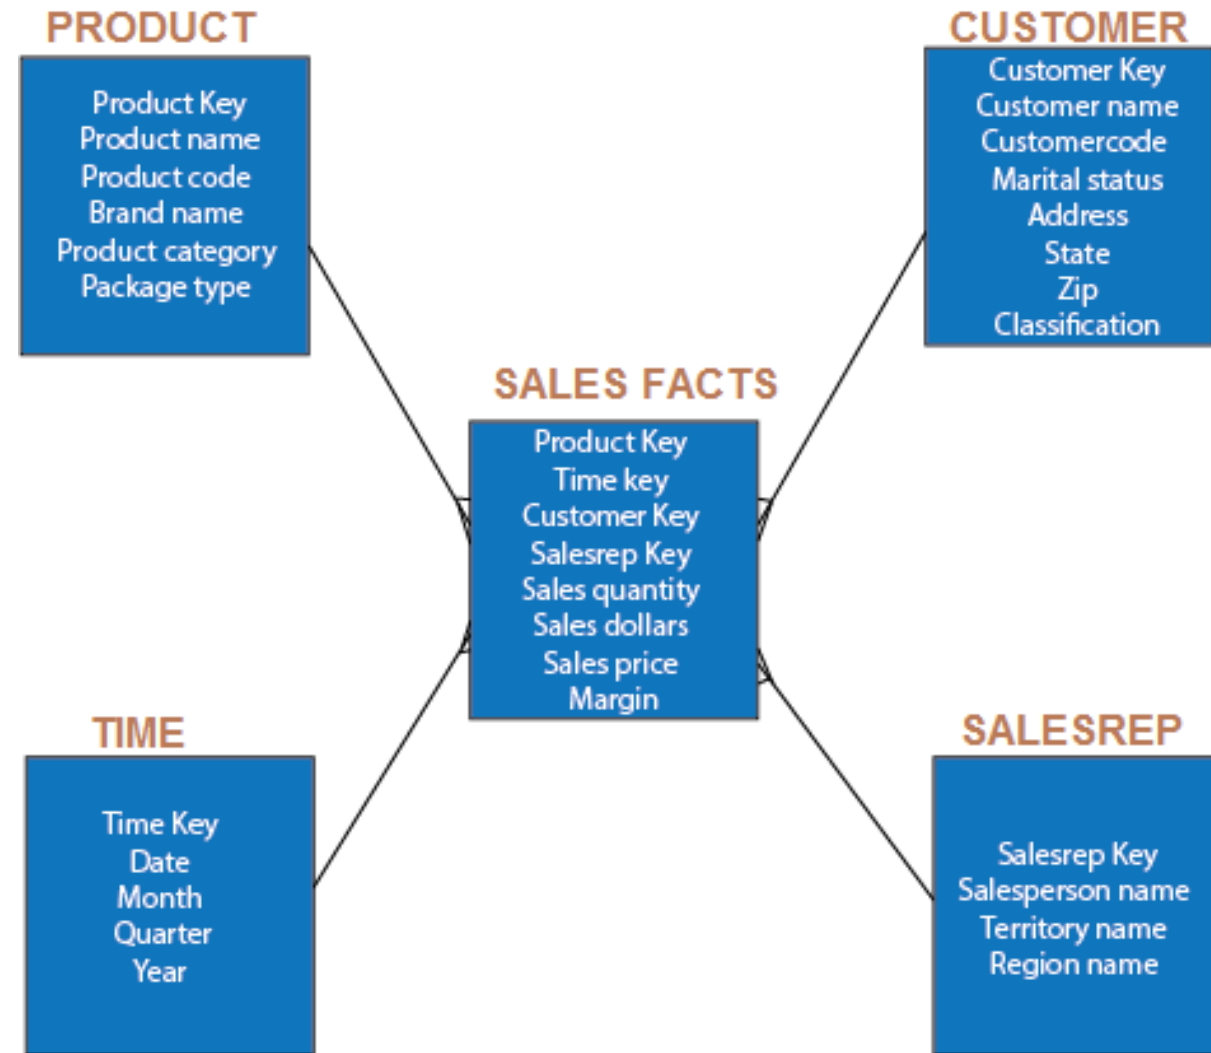 PRODUCT
Product Key
Product name
Product code
Brand name
Product category
Package type
CUSTOMER
Customer Key
Customer name
Customercode
Marital status
Address
State
Zip
Classification
SALES FACTS
Product Key
Time key
Customer Key
Salesrep Key
Sales quantity
Sales dollars
Sales price
Margin
TIME
Time Key
Date
Month
Quarter
Year
SALESREP
Salesrep Key
Salesperson name
Territory name
Region name